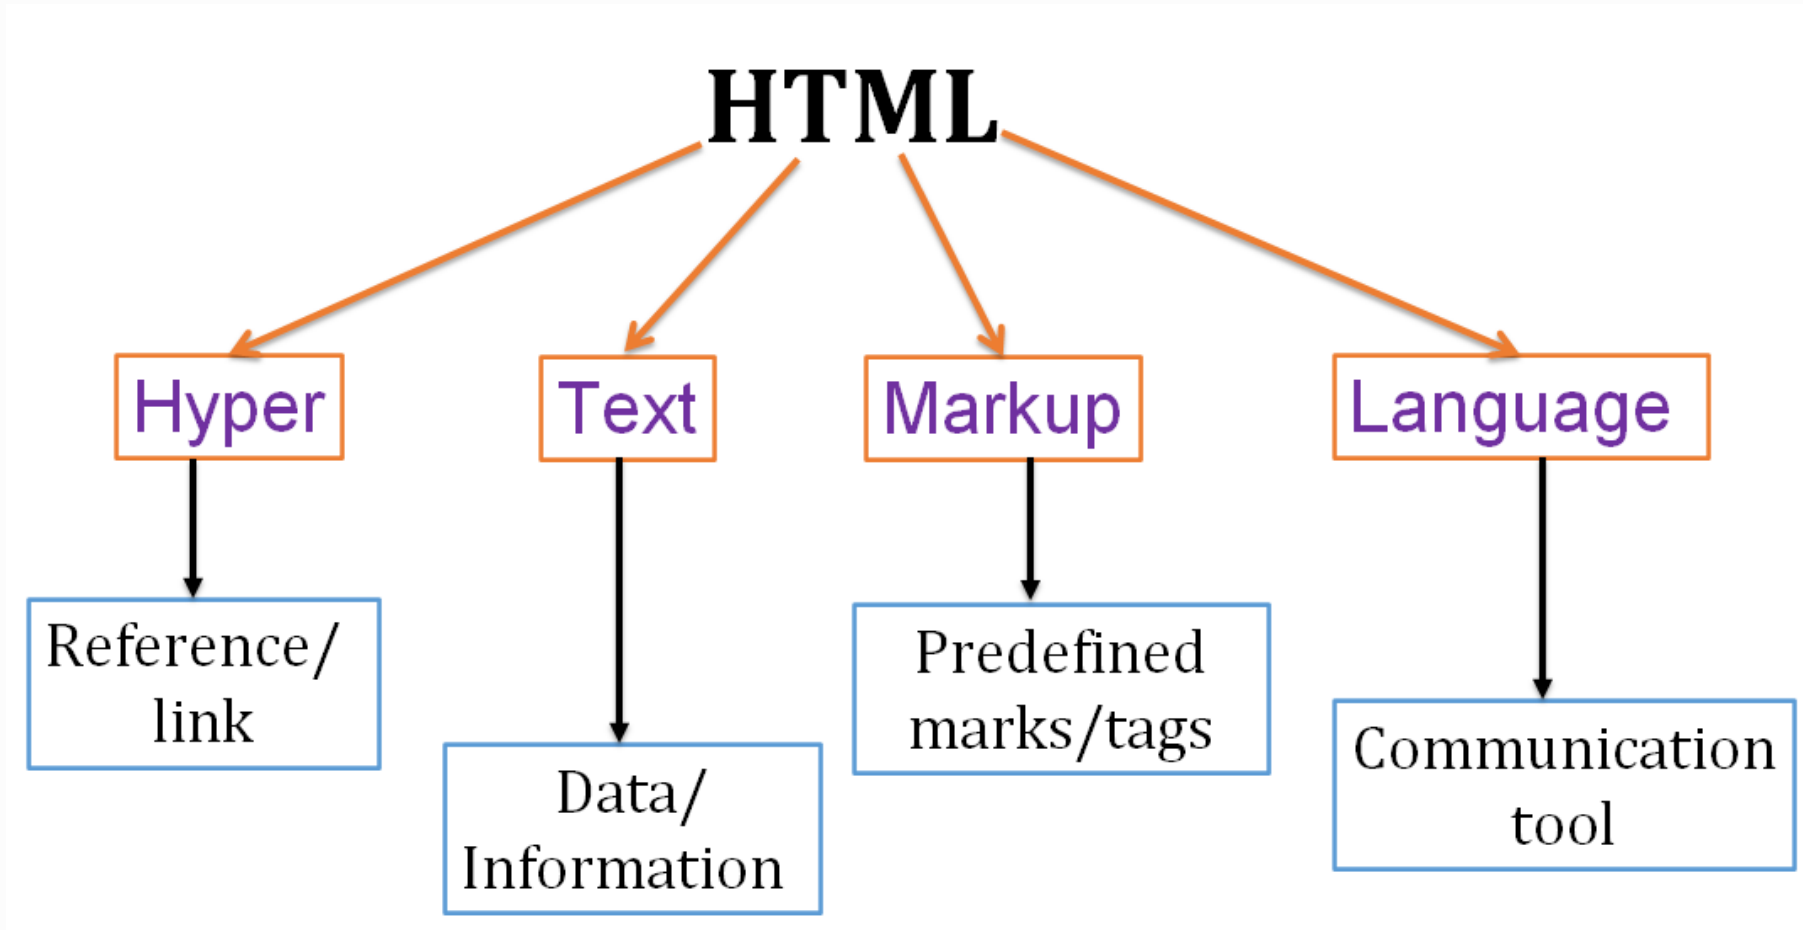 HTML
Hyper
Text
Markup
Language
Reference/
link
Data/
Information
Predefined
marks/tags
Communication
tool